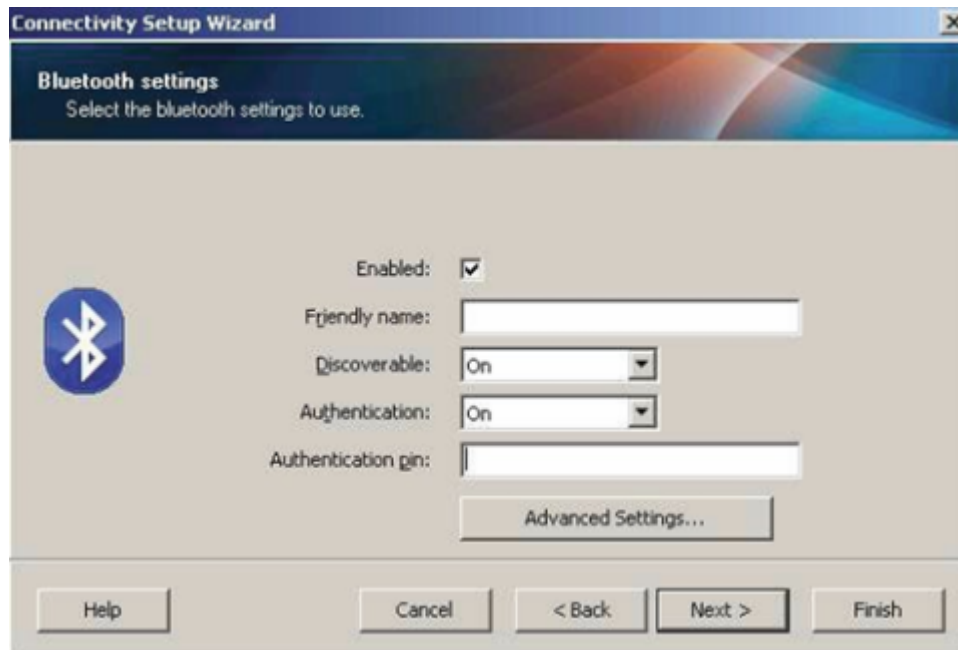 Connectivity Setup Wizard
Bluetooth settings
Select the bluetooth settings to use.
Enabled:
Friendly name:
Discoverable: On
Authentication: On
Authentication pin:
Advanced Settings...
Help Cancel < Back Next > Finish